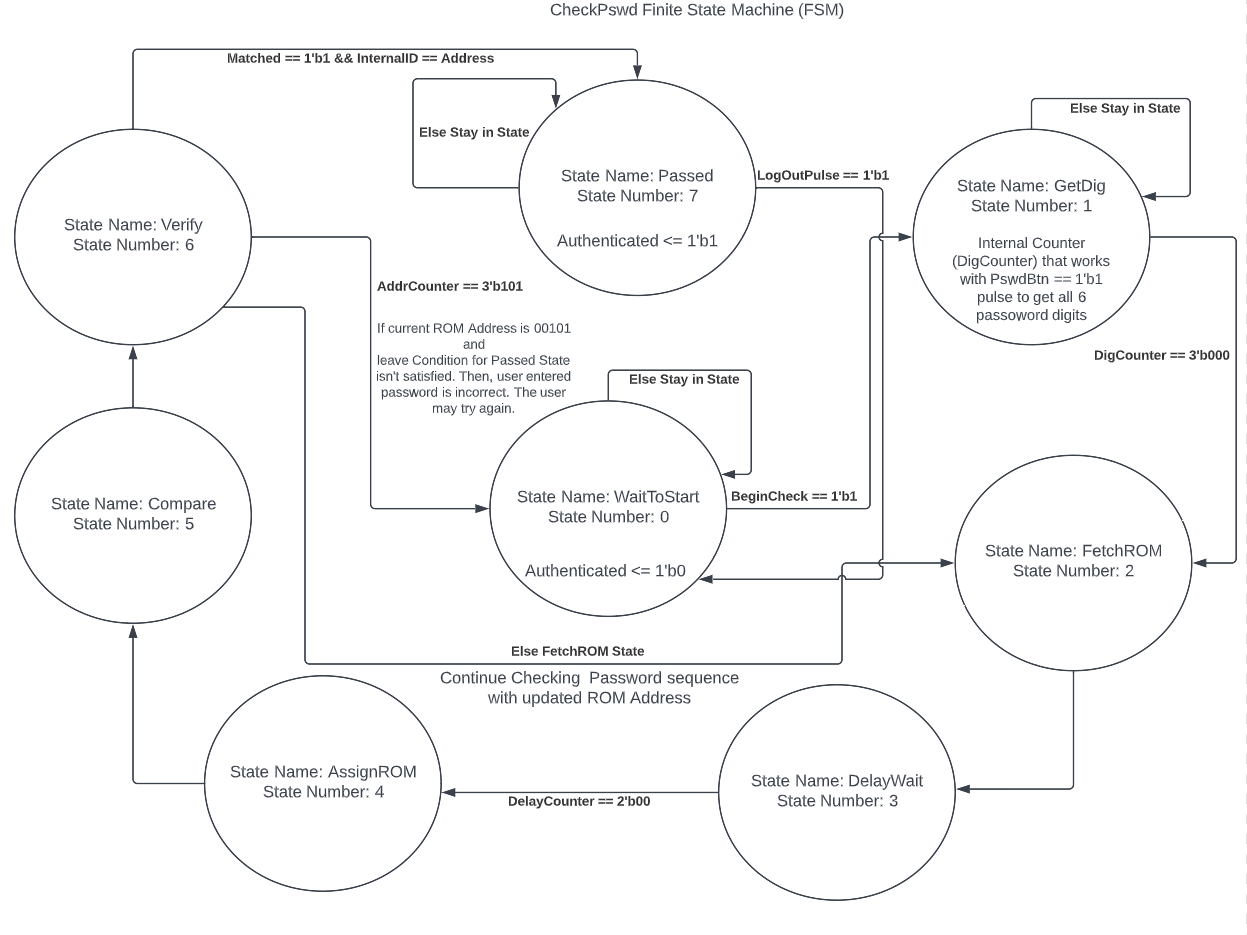 CheckPswd Finite State Machine (FSM)
Matched == 1'b1 && InternalID == Address
Else Stay in State
State Name: Passed
State Number: 7
Authenticated <= 1'b1
LogOutPulse == 1'b1
Else Stay in State
State Name: GetDig
State Number: 1
Internal Counter
(DigCounter) that works
with PswdBtn == 1'b1
pulse to get all 6
passoword digits
State Name: Verify
State Number: 6
AddrCounter == 3'b101
If current ROM Address is 00101
and
leave Condition for Passed State
isn't satisfied. Then, user entered
password is incorrect. The user
may try again.
DigCounter == 3'b000
Else Stay in State
State Name: WaitToStart
State Number: 0
Authenticated <= 1'b0
BeginCheck == 1'b1
State Name: Compare
State Number: 5
State Name: FetchROM
State Number: 2
Else FetchROM State
Continue Checking  Password sequence
with updated ROM Address
State Name: AssignROM
State Number: 4
DelayCounter == 2'b00
State Name: DelayWait
State Number: 3